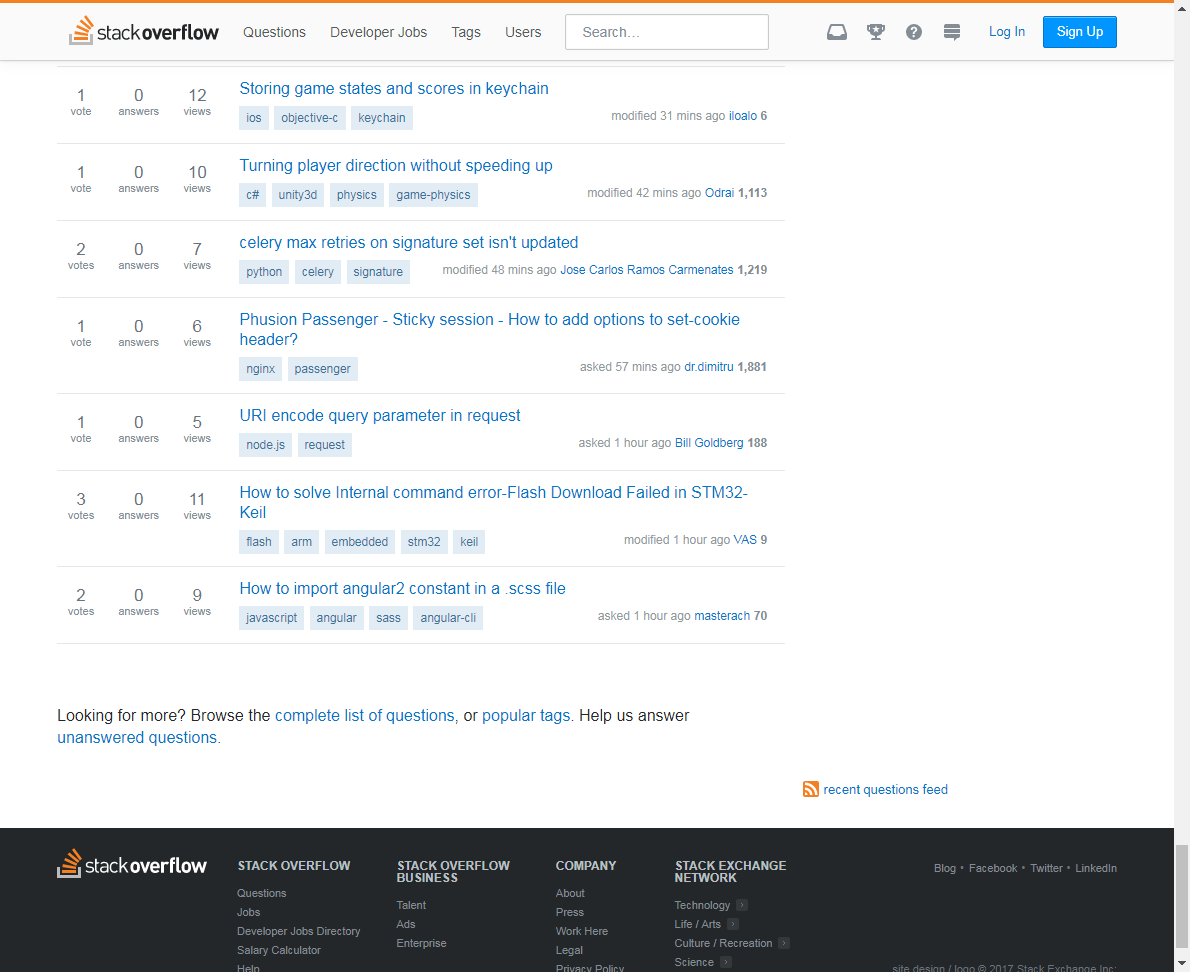 stack overflow Questions Developer Jobs Tags Users Search... Log In Sign Up
1 vote 0 answers 12 views
Storing game states and scores in keychain
ios objective-c keychain
modified 31 mins ago iloalo 6
1 vote 0 answers 10 views
Turning player direction without speeding up
c# unity3d physics game-physics
modified 42 mins ago Odrai 1,113
2 votes 0 answers 7 views
celery max retries on signature set isn't updated
python celery signature
modified 48 mins ago Jose Carlos Ramos Carmenates 1,219
1 vote 0 answers 6 views
Phusion Passenger - Sticky session - How to add options to set-cookie
header?
nginx passenger
asked 57 mins ago dr.dimitru 1,881
1 vote 0 answers 5 views
URI encode query parameter in request
node.js request
asked 1 hour ago Bill Goldberg 188
3 votes 0 answers 11 views
How to solve Internal command error-Flash Download Failed in STM32-
Keil
flash arm embedded stm32 keil
modified 1 hour ago VAS 9
2 votes 0 answers 9 views
How to import angular2 constant in a .scss file
javascript angular sass angular-cli
asked 1 hour ago masterach 70
Looking for more? Browse the complete list of questions, or popular tags. Help us answer
unanswered questions.
recent questions feed
stack overflow
STACK OVERFLOW
Questions
Jobs
Developer Jobs Directory
Salary Calculator
Help
STACK OVERFLOW
BUSINESS
Talent
Ads
Enterprise
COMPANY
About
Press
Work Here
Legal
Privacy Policy
STACK EXCHANGE
NETWORK
Technology
Life / Arts
Culture / Recreation
Science
Blog • Facebook • Twitter • LinkedIn
site design / logo © 2017 Stack Exchange Inc;